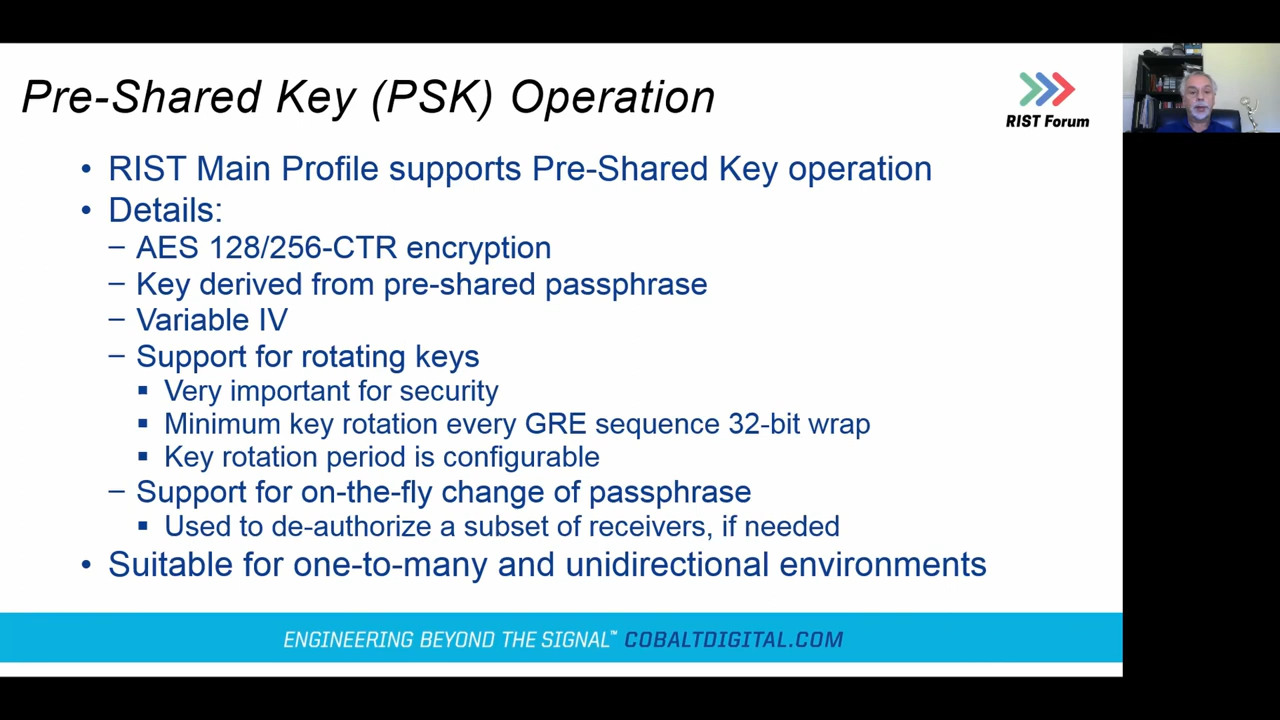 Pre-Shared Key (PSK) Operation
RIST Forum
• RIST Main Profile supports Pre-Shared Key operation
• Details:
– AES 128/256-CTR encryption
– Key derived from pre-shared passphrase
– Variable IV
– Support for rotating keys
▪ Very important for security
▪ Minimum key rotation every GRE sequence 32-bit wrap
▪ Key rotation period is configurable
– Support for on-the-fly change of passphrase
▪ Used to de-authorize a subset of receivers, if needed
• Suitable for one-to-many and unidirectional environments
ENGINEERING BEYOND THE SIGNAL™ COBALTDIGITAL.COM